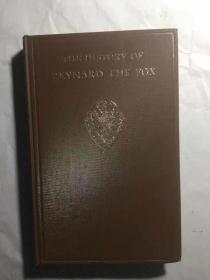 THE HISTORY OF
REYNARD THE FOX